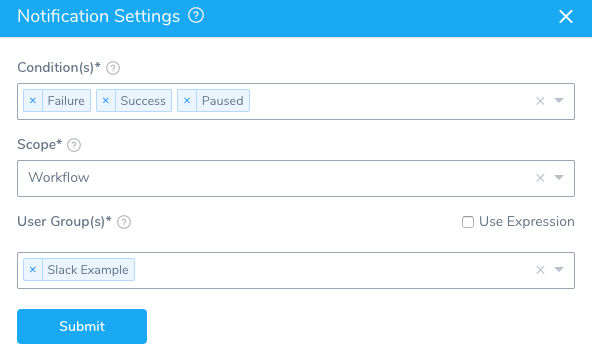 Notification Settings ?
Condition(s)* ?
× Failure × Success × Paused ×
Scope* ?
Workflow ×
User Group(s)* ? Use Expression
× Slack Example ×
Submit